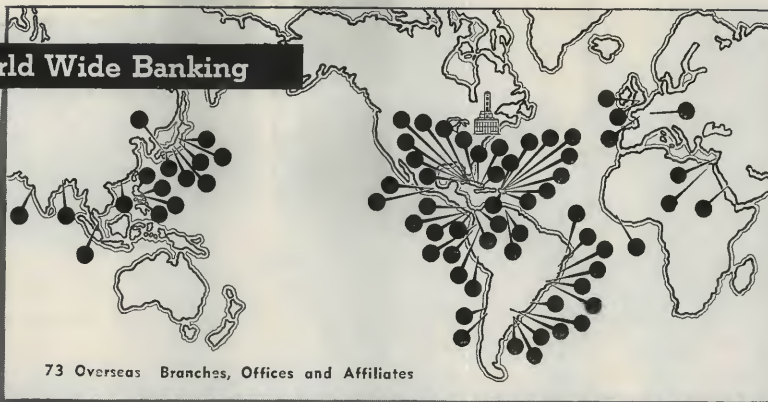 rld Wide Banking
73 Overseas Branches, Offices and Affiliates